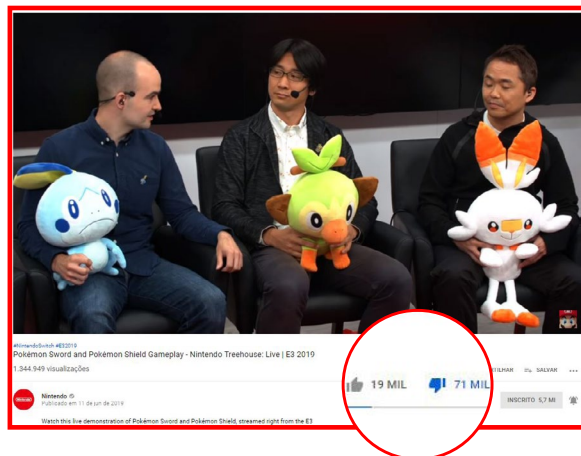 #NintendoSwitch #E32019
Pokémon Sword and Pokémon Shield Gameplay - Nintendo Treehouse: Live | E3 2019
1.344.949 visualizações
19 MIL 71 MIL TILHAR SALVAR
Nintendo
Publicado em 11 de jun de 2019
INSCRITO 5,7 MI
Watch this live demonstration of Pokémon Sword and Pokémon Shield, streamed right from the E3